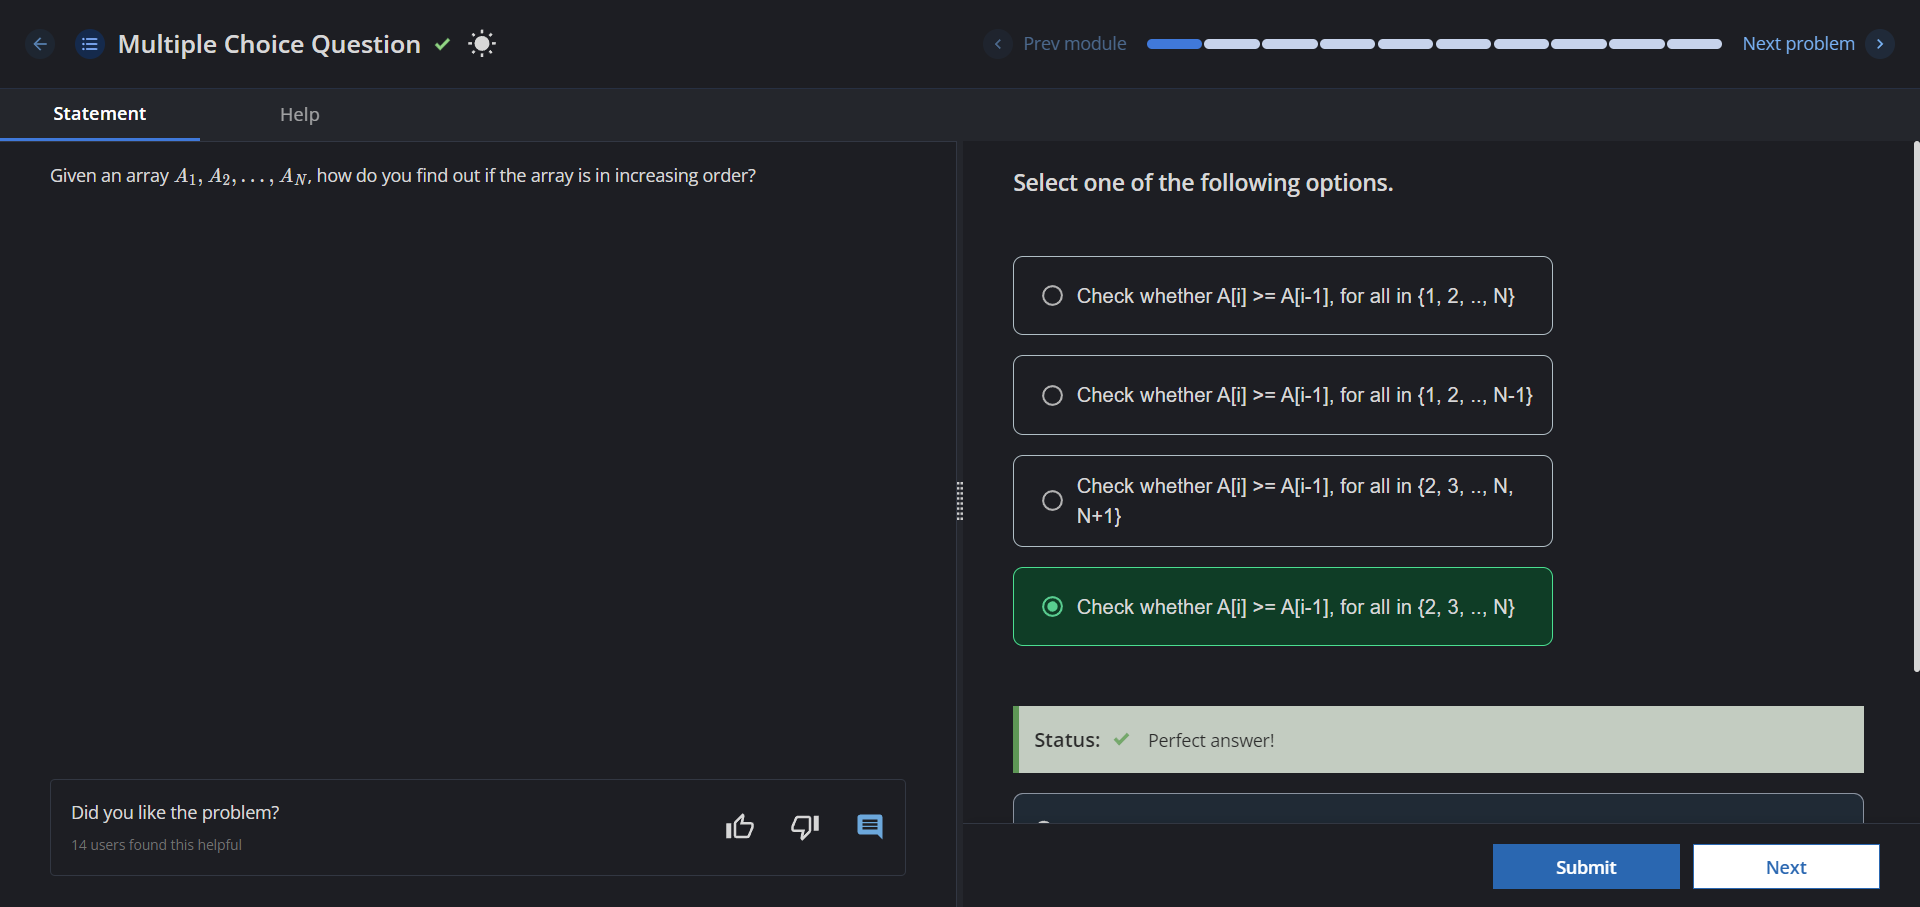 Multiple Choice Question
Prev module
Next problem
Statement
Help
Given an array A₁, A₂, . . . , A_N, how do you find out if the array is in increasing order?
Did you like the problem?
14 users found this helpful
Select one of the following options.
Check whether A[i] >= A[i-1], for all in {1, 2, .., N}
Check whether A[i] >= A[i-1], for all in {1, 2, .., N-1}
Check whether A[i] >= A[i-1], for all in {2, 3, .., N,
N+1}
Check whether A[i] >= A[i-1], for all in {2, 3, .., N}
Status: Perfect answer!
Submit
Next